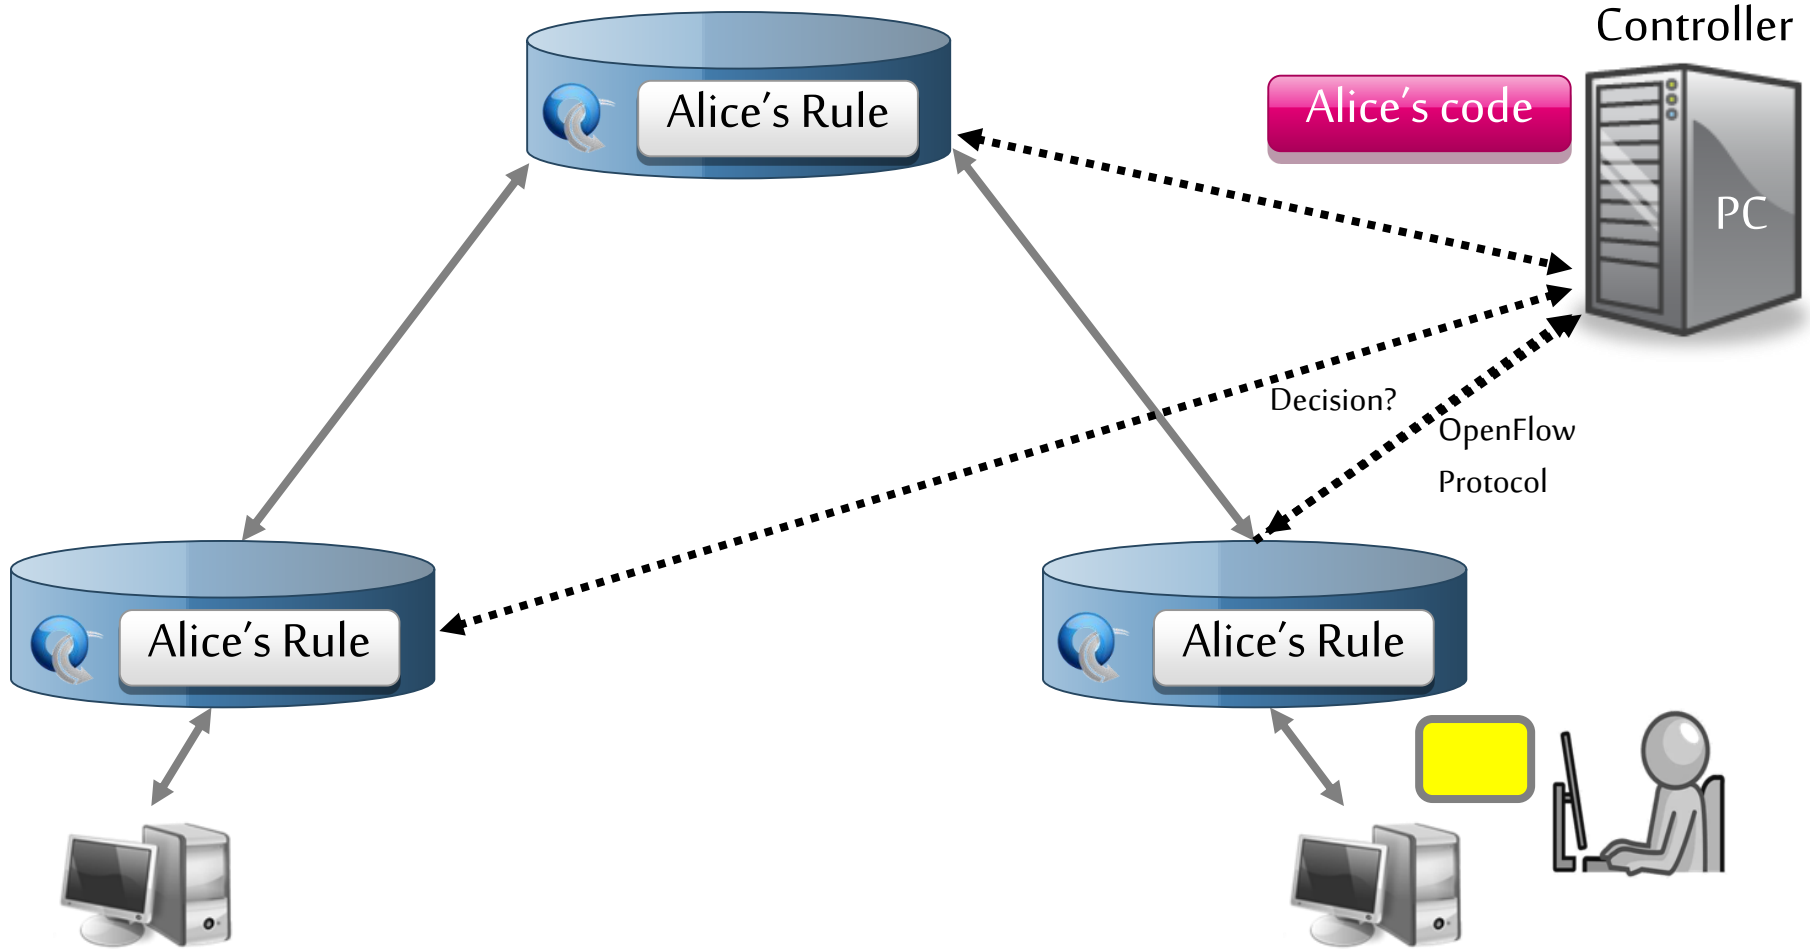 Controller
Alice's Rule
Alice's code
PC
Decision?
OpenFlow
Protocol
Alice's Rule
Alice's Rule